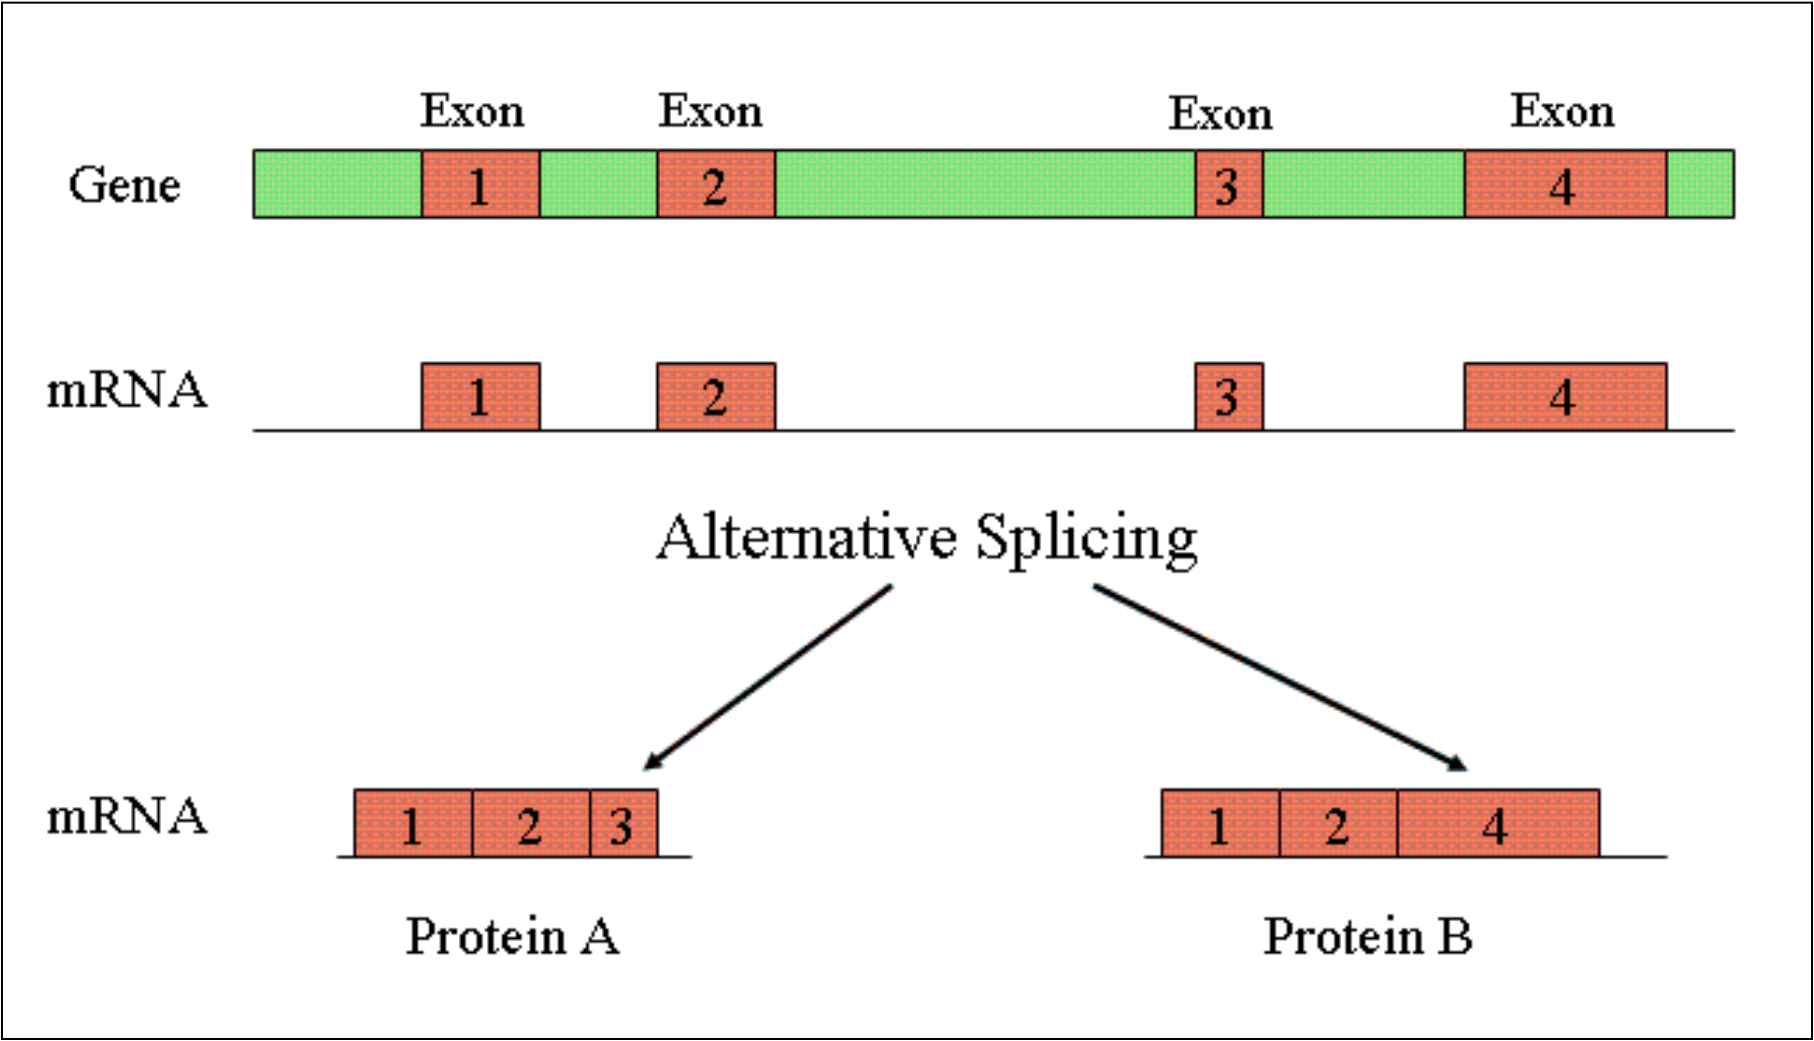 Exon Exon Exon Exon
Gene 1 2 3 4
mRNA 1 2 3 4
Alternative Splicing
mRNA 1 2 3 1 2 4
Protein A Protein B